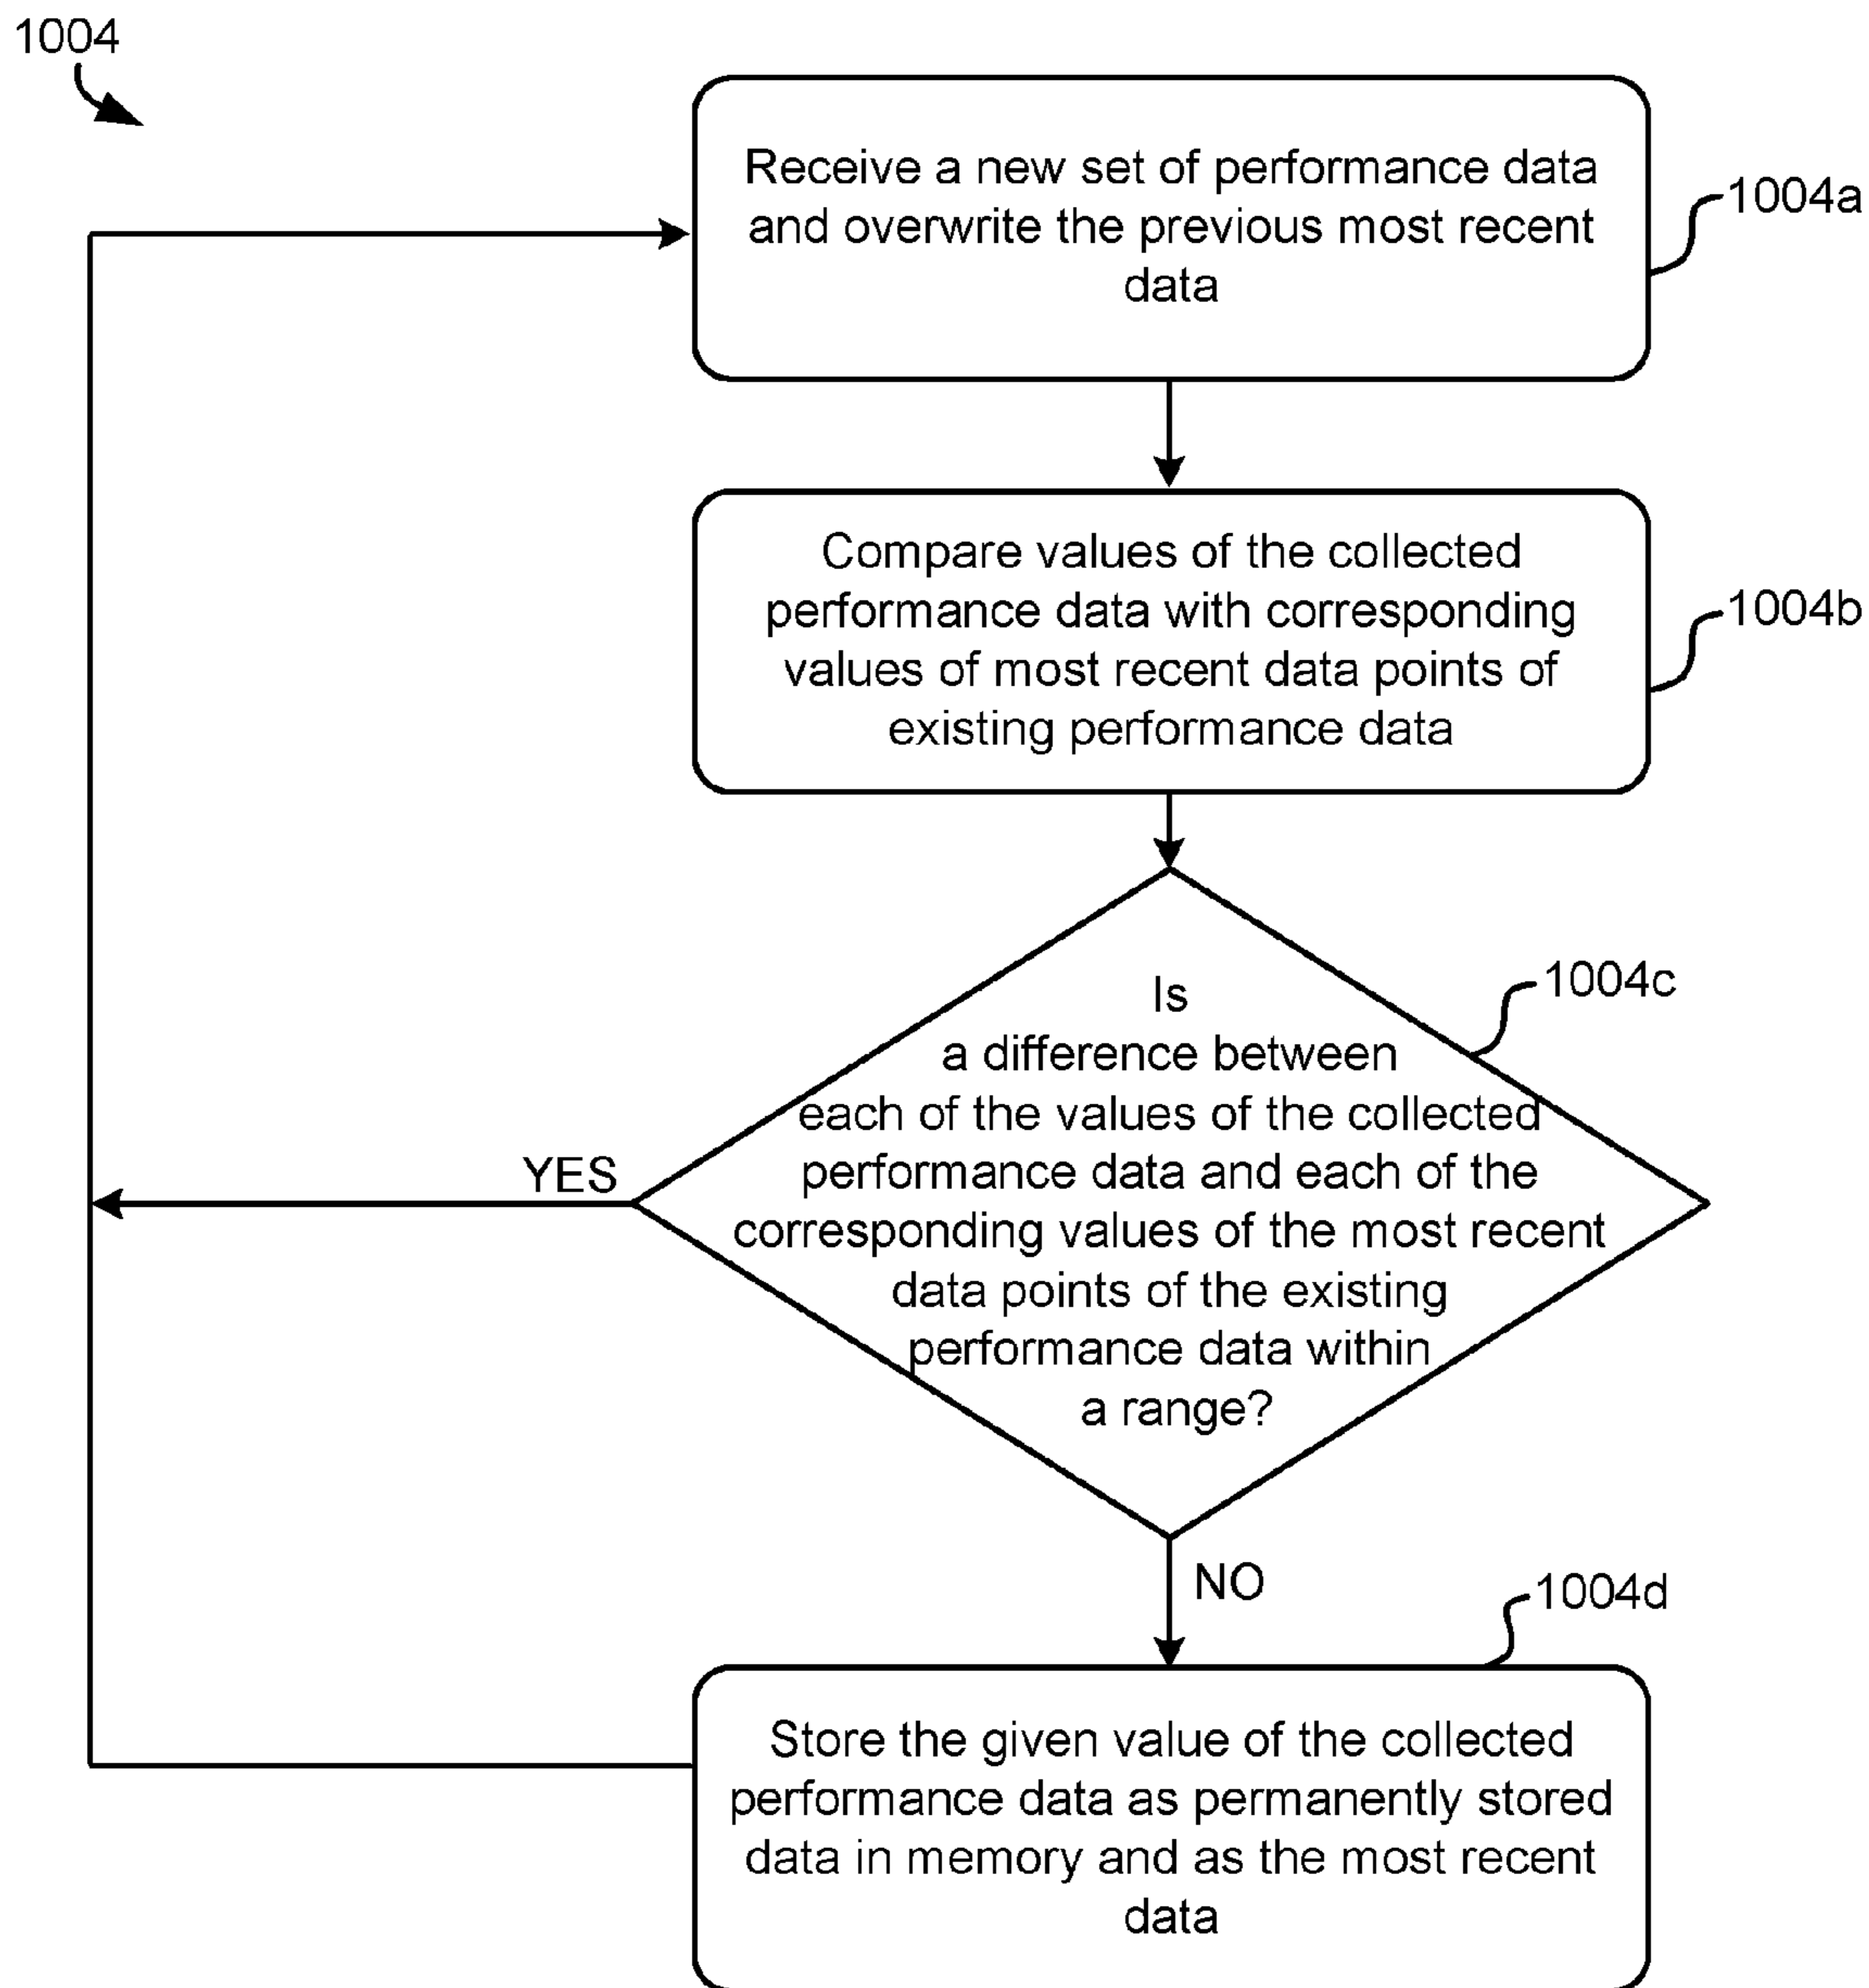 1004
Receive a new set of performance data
and overwrite the previous most recent
data
1004a
Compare values of the collected
performance data with corresponding
values of most recent data points of
existing performance data
1004b
Is
a difference between
each of the values of the collected
performance data and each of the
corresponding values of the most recent
data points of the existing
performance data within
a range?
1004c
YES
NO
1004d
Store the given value of the collected
performance data as permanently stored
data in memory and as the most recent
data